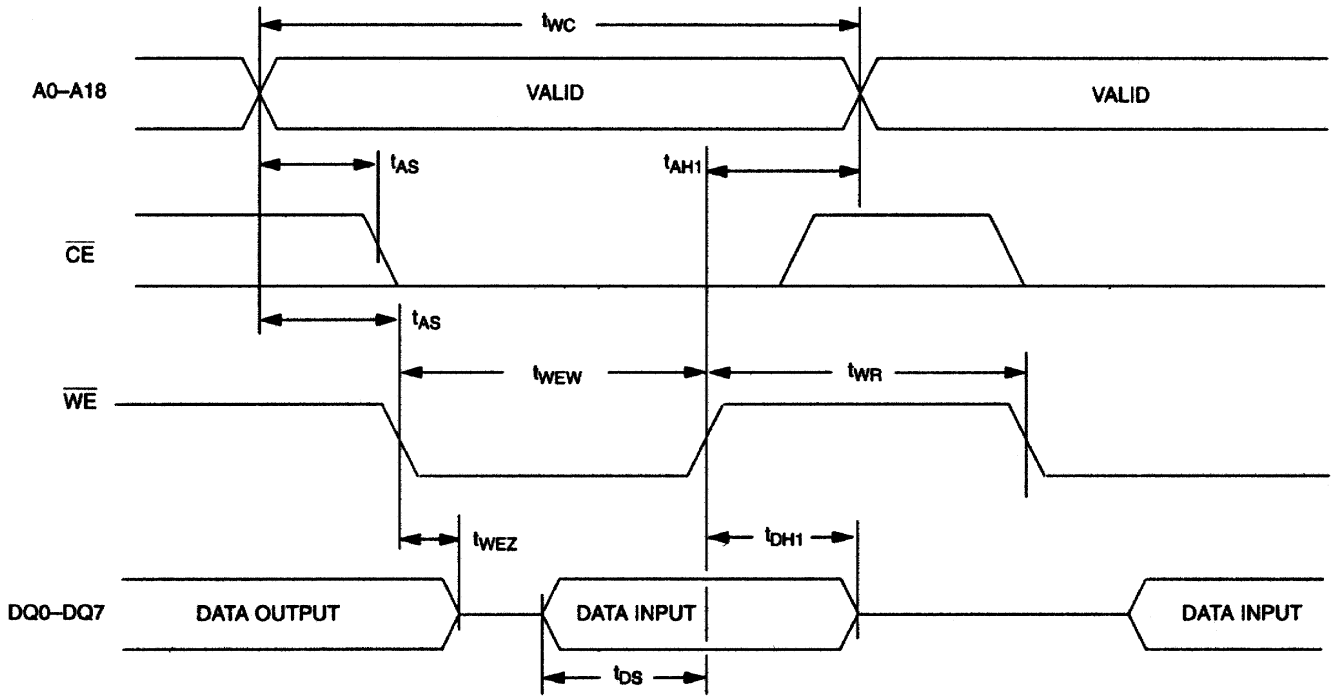 tWC
A0–A18 VALID VALID
tAS tAH1
CE
tAS
tWEW tWR
WE
tWEZ tDH1
DQ0–DQ7 DATA OUTPUT DATA INPUT DATA INPUT
tDS